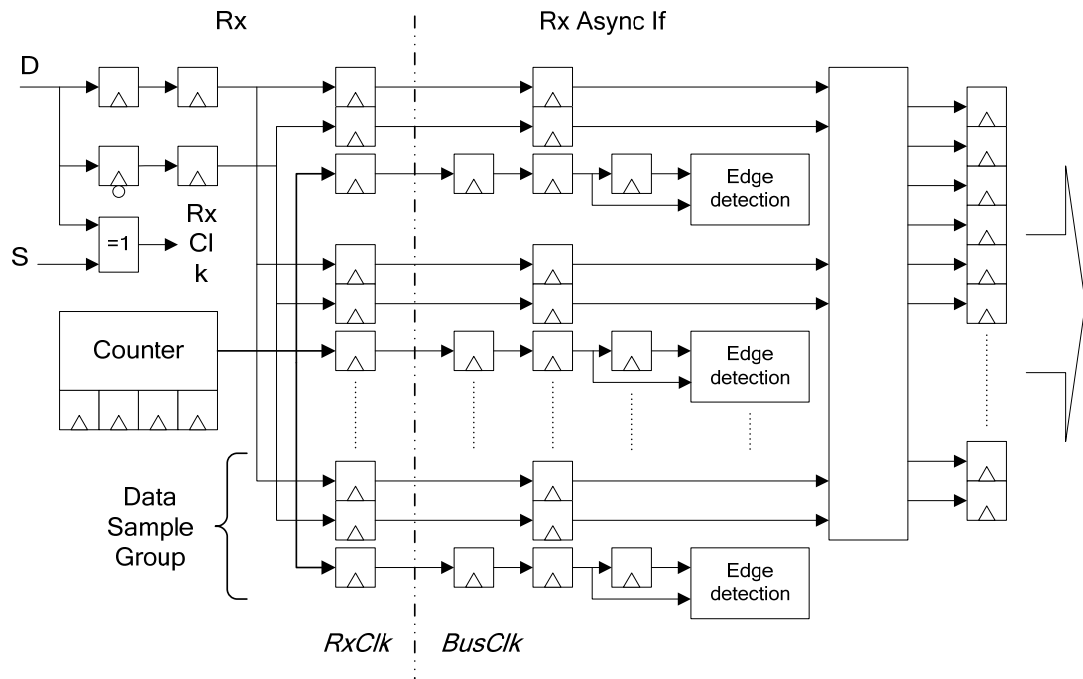 Rx
Rx Async If
D
Edge
detection
Rx
Cl
k
=1
S
Counter
Edge
detection
Data
Sample
Group
Edge
detection
RxClk
BusClk